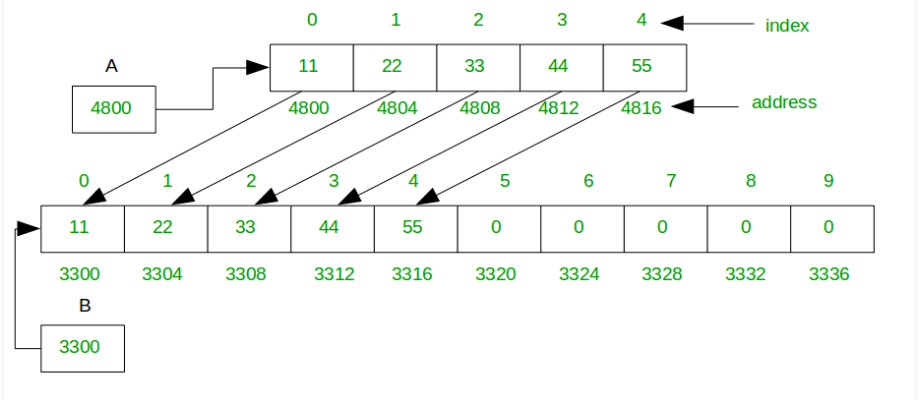 0 1 2 3 4 index
A
11 22 33 44 55
4800
4800 4804 4808 4812 4816 address
0 1 2 3 4 5 6 7 8 9
11 22 33 44 55 0 0 0 0 0
3300 3304 3308 3312 3316 3320 3324 3328 3332 3336
B
3300